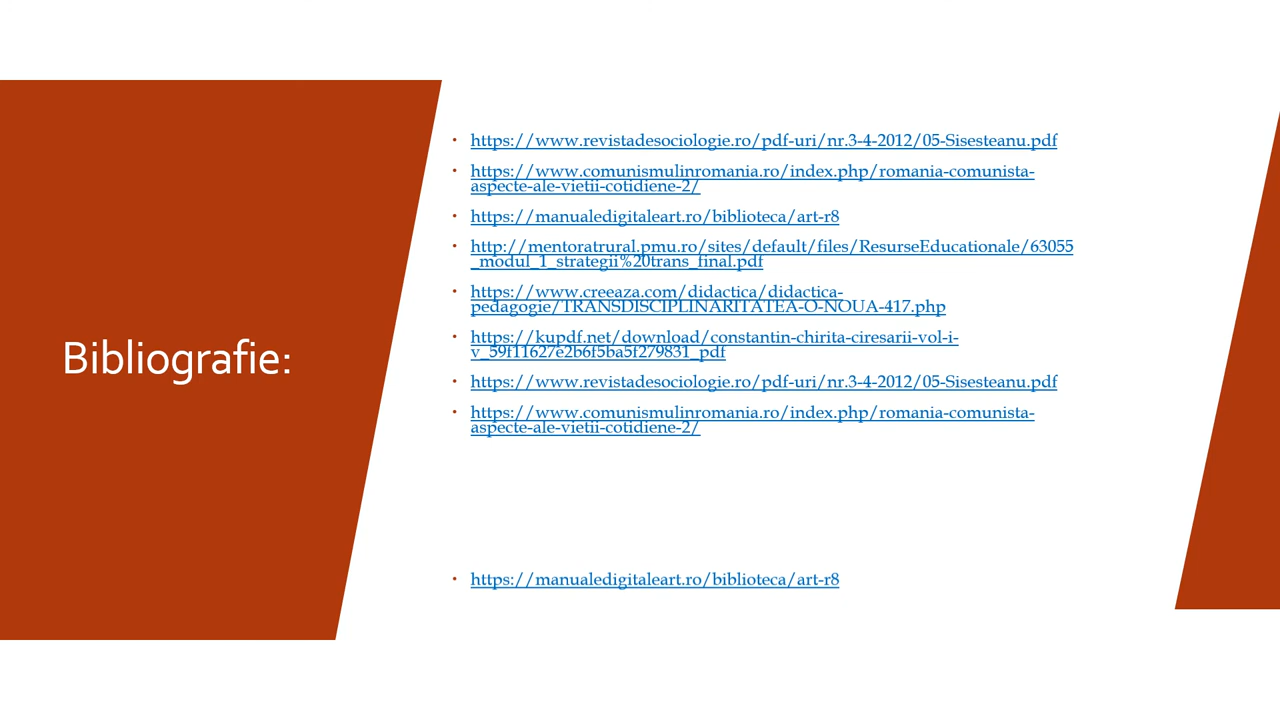 Bibliografie:
• https://www.revistadesociologie.ro/pdf-uri/nr.3-4-2012/05-Sisesteanu.pdf
• https://www.comunismulinromania.ro/index.php/romania-comunista-
aspecte-ale-vietii-cotidiene-2/
• https://manualedigitaleart.ro/biblioteca/art-r8
• http://mentoratrural.pmu.ro/sites/default/files/ResurseEducationale/63055
_modul_1_strategii%20trans_final.pdf
• https://www.creeaza.com/didactica/didactica-
pedagogie/TRANSDISCIPLINARITATEA-O-NOUA-417.php
• https://kupdf.net/download/constantin-chirita-ciresarii-vol-i-
v_59f11627e2b6f5ba5f279831_pdf
• https://www.revistadesociologie.ro/pdf-uri/nr.3-4-2012/05-Sisesteanu.pdf
• https://www.comunismulinromania.ro/index.php/romania-comunista-
aspecte-ale-vietii-cotidiene-2/
• https://manualedigitaleart.ro/biblioteca/art-r8